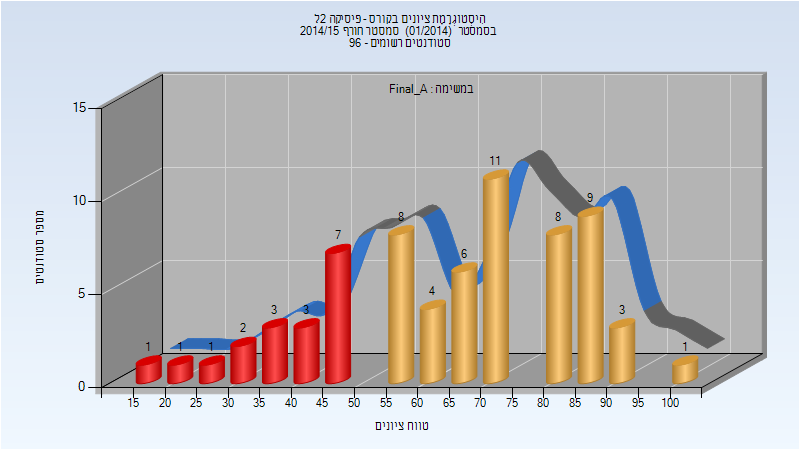 היסטוגרמת ציונים בקורס - פיסיקה 2ל
בסמסטר (01/2014) סמסטר חורף 2014/15
סטודנטים רשומים - 96
במשימה : Final_A
מספר סטודנטים
15
10
5
0
1
1
1
2
3
3
7
8
4
6
11
8
9
3
1
15 20 25 30 35 40 45 50 55 60 65 70 75 80 85 90 95 100
טווח ציונים